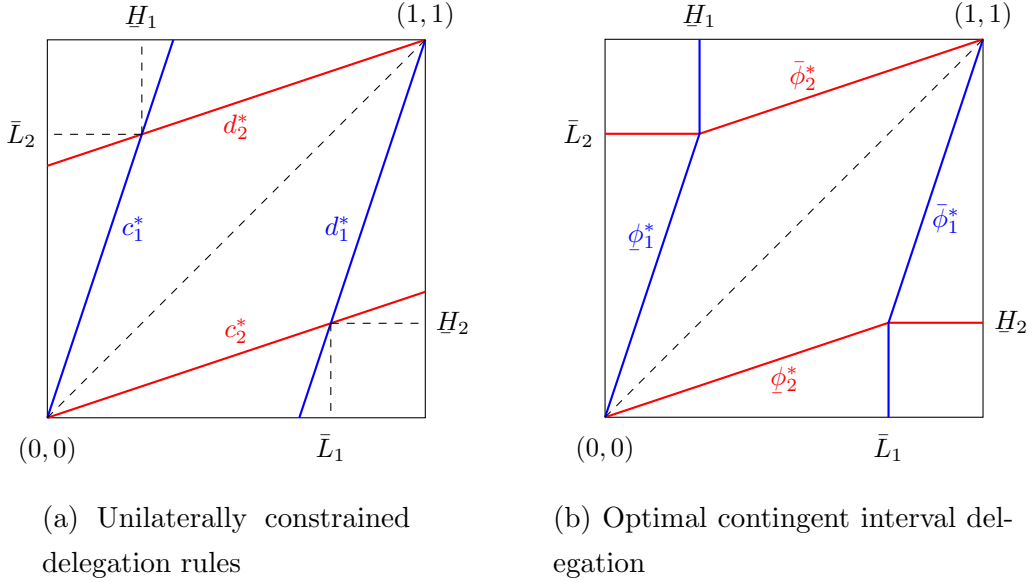 H̲₁ (1, 1)
L̄₂
d₂*
c₁* d₁*
c₂* H̲₂
(0, 0) L̄₁
(a) Unilaterally constrained
delegation rules
H̲₁ (1, 1)
ϕ̄₂*
L̄₂
ϕ̲₁* ϕ̄₁*
H̲₂
ϕ̲₂*
(0, 0) L̄₁
(b) Optimal contingent interval del-
egation